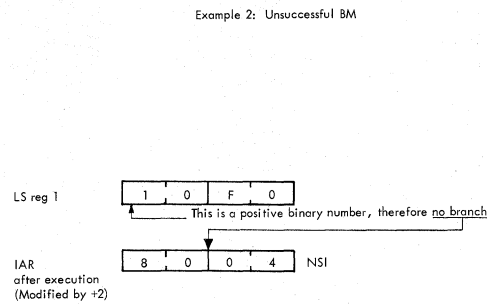 Example 2: Unsuccessful BM
LS reg 1
1 0 F 0
This is a positive binary number, therefore no branch
IAR
after execution
(Modified by +2)
8 0 0 4 NSI